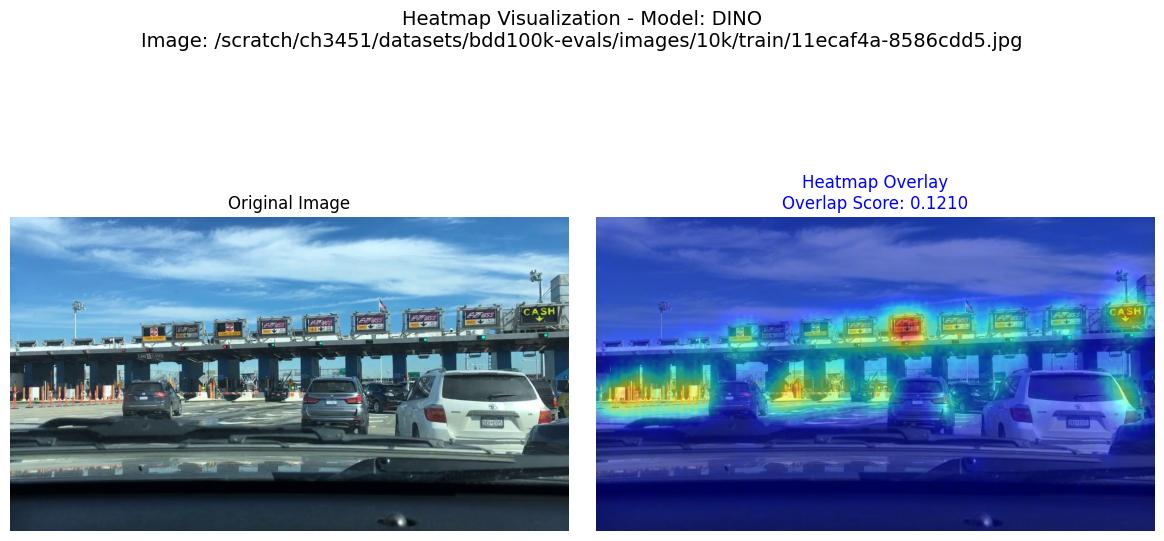 Heatmap Visualization - Model: DINO
Image: /scratch/ch3451/datasets/bdd100k-evals/images/10k/train/11ecaf4a-8586cdd5.jpg
Original Image
Heatmap Overlay
Overlap Score: 0.1210
CASH
CASH